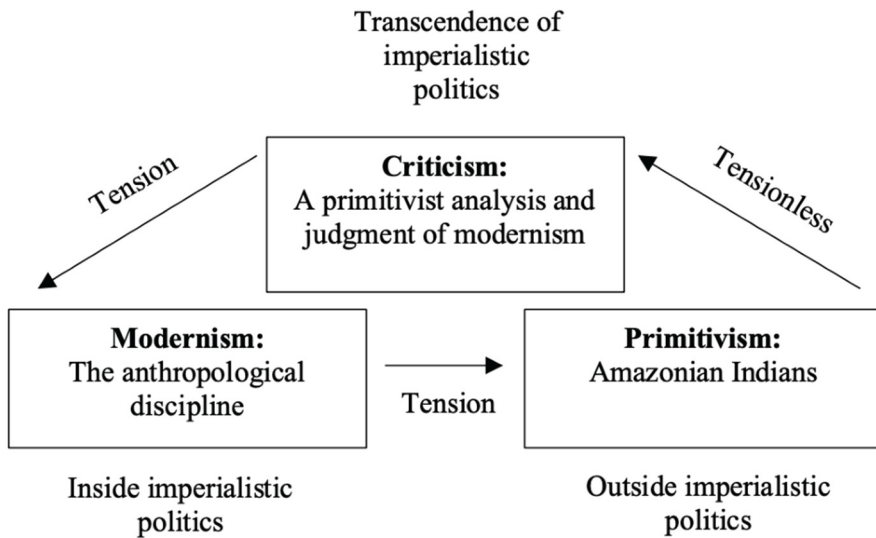 Transcendence of
imperialistic
politics
Tension
Criticism:
A primitivist analysis and
judgment of modernism
Tensionless
Modernism:
The anthropological
discipline
Tension
Primitivism:
Amazonian Indians
Inside imperialistic
politics
Outside imperialistic
politics